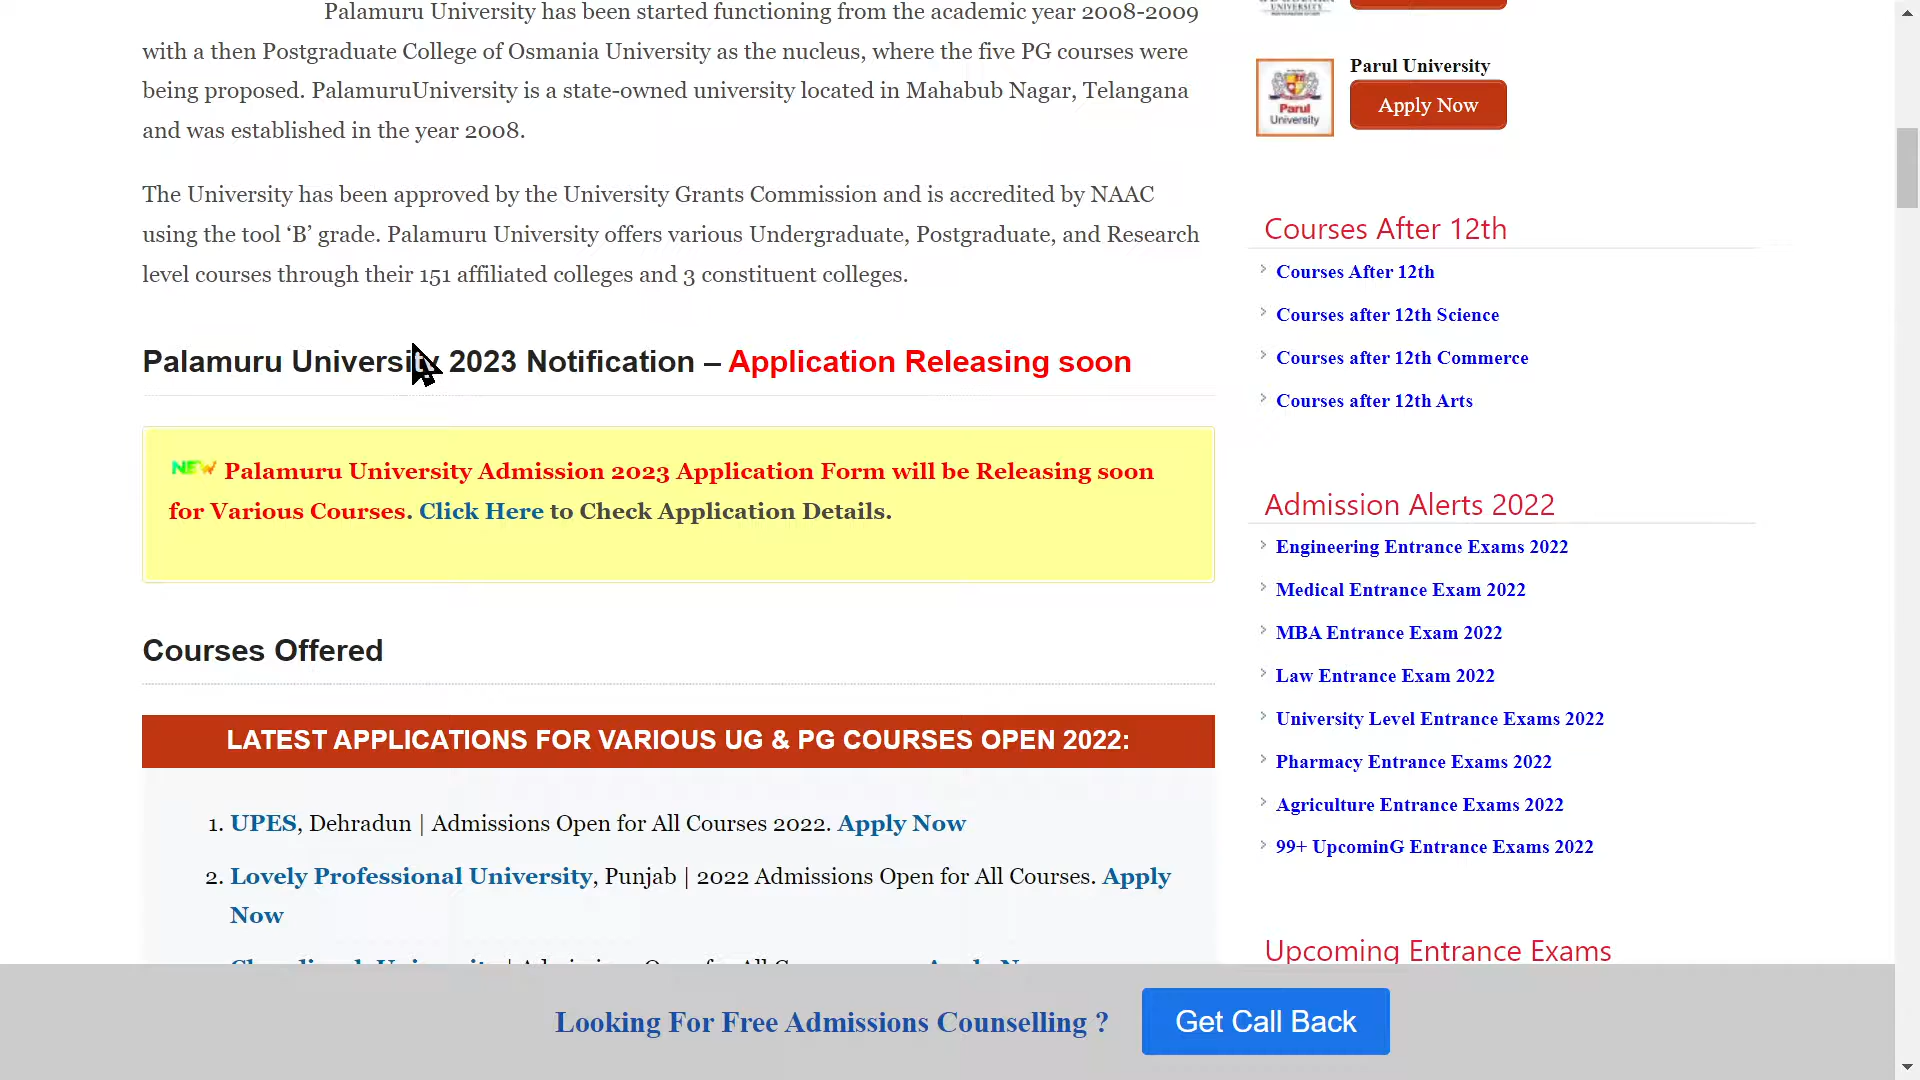 Palamuru University has been started functioning from the academic year 2008-2009
with a then Postgraduate College of Osmania University as the nucleus, where the five PG courses were
being proposed. PalamuruUniversity is a state-owned university located in Mahabub Nagar, Telangana
and was established in the year 2008.
The University has been approved by the University Grants Commission and is accredited by NAAC
using the tool ‘B’ grade. Palamuru University offers various Undergraduate, Postgraduate, and Research
level courses through their 151 affiliated colleges and 3 constituent colleges.
Palamuru University 2023 Notification – Application Releasing soon
NEW Palamuru University Admission 2023 Application Form will be Releasing soon
for Various Courses. Click Here to Check Application Details.
Courses Offered
LATEST APPLICATIONS FOR VARIOUS UG & PG COURSES OPEN 2022:
1. UPES, Dehradun | Admissions Open for All Courses 2022. Apply Now
2. Lovely Professional University, Punjab | 2022 Admissions Open for All Courses. Apply
Now
UNIVERSITY
Parul University
Parul
University
Apply Now
Courses After 12th
Courses After 12th
Courses after 12th Science
Courses after 12th Commerce
Courses after 12th Arts
Admission Alerts 2022
Engineering Entrance Exams 2022
Medical Entrance Exam 2022
MBA Entrance Exam 2022
Law Entrance Exam 2022
University Level Entrance Exams 2022
Pharmacy Entrance Exams 2022
Agriculture Entrance Exams 2022
99+ UpcominG Entrance Exams 2022
Upcoming Entrance Exams
Looking For Free Admissions Counselling ?
Get Call Back